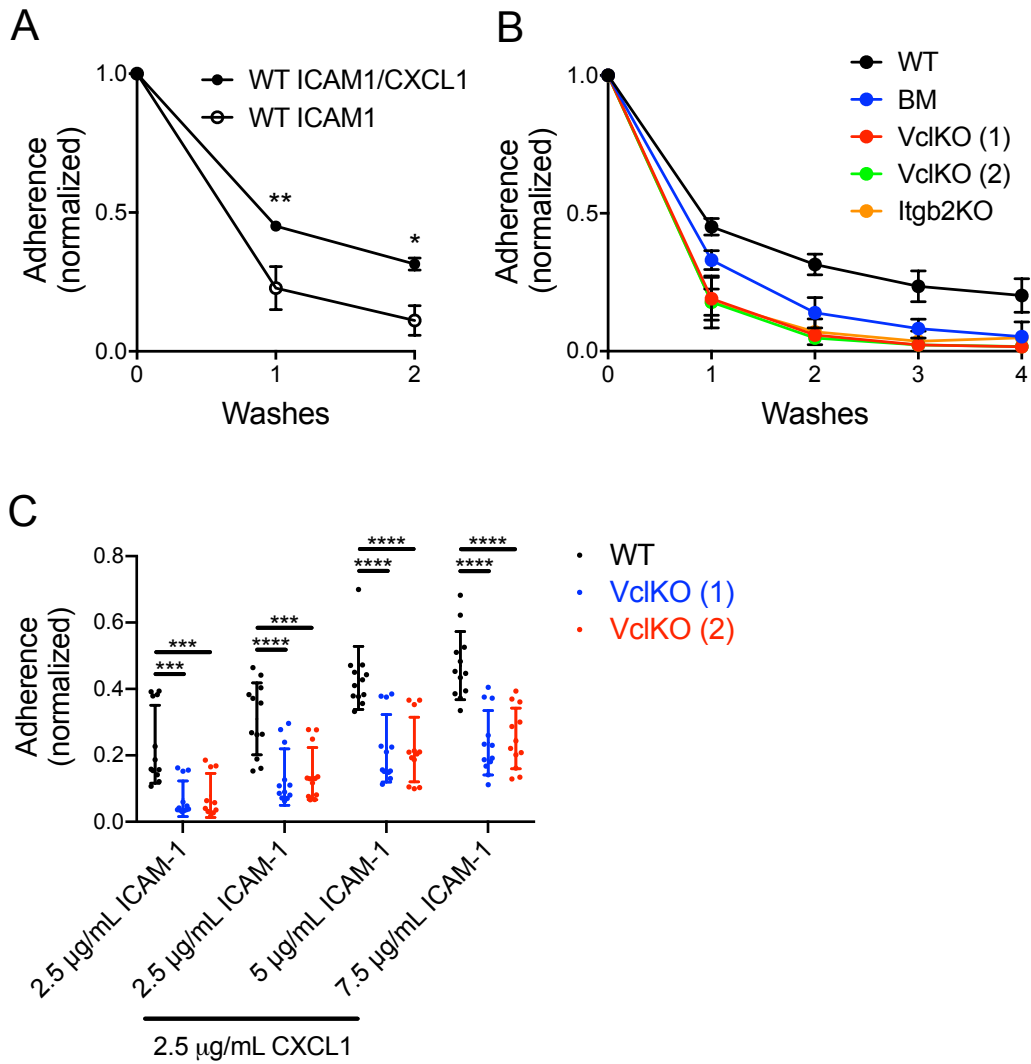 A
WT ICAM1/CXCL1
WT ICAM1
Adherence
(normalized)
1.0
0.5
0.0
**
*
0
1
2
Washes
B
WT
BM
VclKO (1)
VclKO (2)
Itgb2KO
Adherence
(normalized)
1.0
0.5
0.0
0
1
2
3
4
Washes
C
WT
VclKO (1)
VclKO (2)
Adherence
(normalized)
0.8
0.6
0.4
0.2
0.0
***
***
***
****
****
****
****
****
2.5 µg/mL ICAM-1
2.5 µg/mL ICAM-1
5 µg/mL ICAM-1
7.5 µg/mL ICAM-1
2.5 µg/mL CXCL1